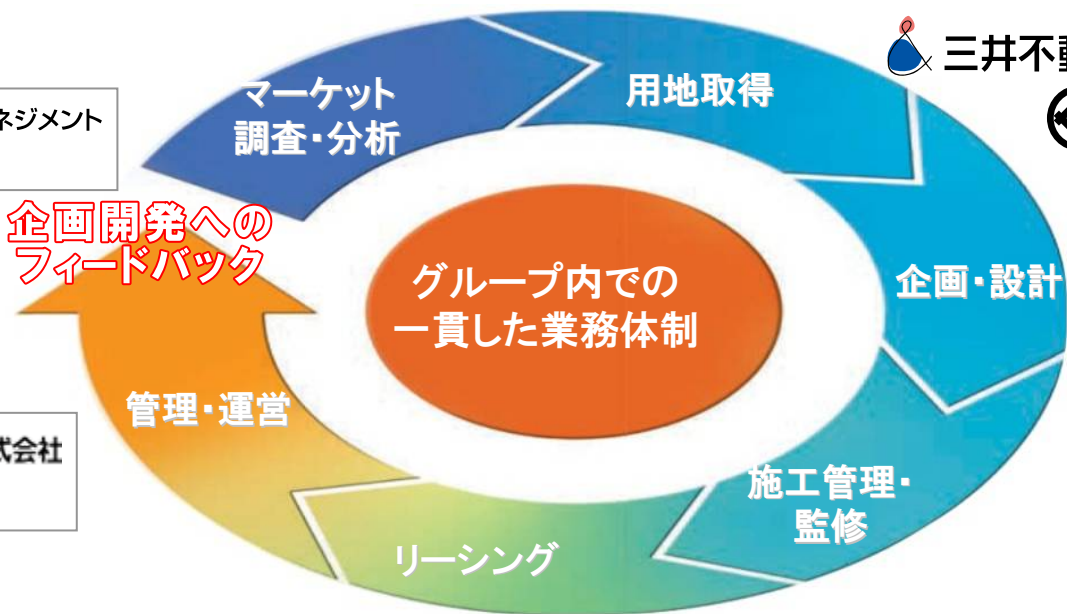 三井不動
ネジメント
マーケット
調査・分析
用地取得
企画開発への
フィードバック
グループ内での
一貫した業務体制
企画・設計
管理・運営
式会社
施工管理・
監修
リーシング